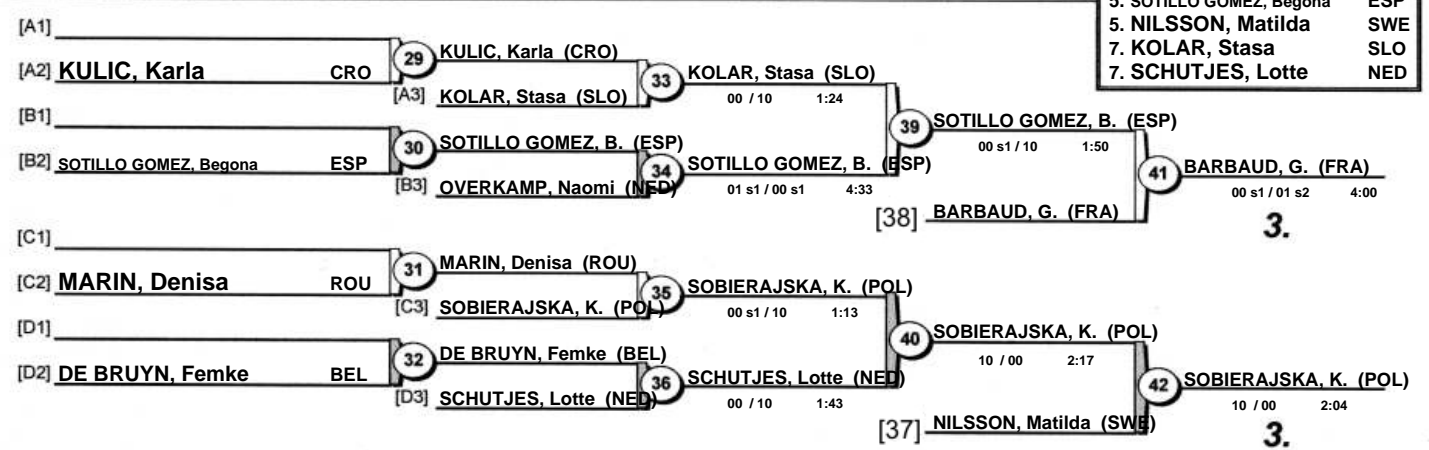 5. SOTILLO GOMEZ, Begona ESP
5. NILSSON, Matilda SWE
7. KOLAR, Stasa SLO
7. SCHUTJES, Lotte NED
[A1]
29 KULIC, Karla (CRO)
[A2] KULIC, Karla CRO
33 KOLAR, Stasa (SLO)
[A3] KOLAR, Stasa (SLO)
00 / 10 1:24
[B1]
39 SOTILLO GOMEZ, B. (ESP)
30 SOTILLO GOMEZ, B. (ESP)
00 s1 / 10 1:50
[B2] SOTILLO GOMEZ, Begona ESP
34 SOTILLO GOMEZ, B. (ESP)
41 BARBAUD, G. (FRA)
[B3] OVERKAMP, Naomi (NED)
01 s1 / 00 s1 4:33
00 s1 / 01 s2 4:00
[38] BARBAUD, G. (FRA)
3.
[C1]
31 MARIN, Denisa (ROU)
[C2] MARIN, Denisa ROU
35 SOBIERAJSKA, K. (POL)
[C3] SOBIERAJSKA, K. (POL)
00 s1 / 10 1:13
[D1]
40 SOBIERAJSKA, K. (POL)
32 DE BRUYN, Femke (BEL)
10 / 00 2:17
[D2] DE BRUYN, Femke BEL
36 SCHUTJES, Lotte (NED)
42 SOBIERAJSKA, K. (POL)
[D3] SCHUTJES, Lotte (NED)
00 / 10 1:43
10 / 00 2:04
[37] NILSSON, Matilda (SWE)
3.